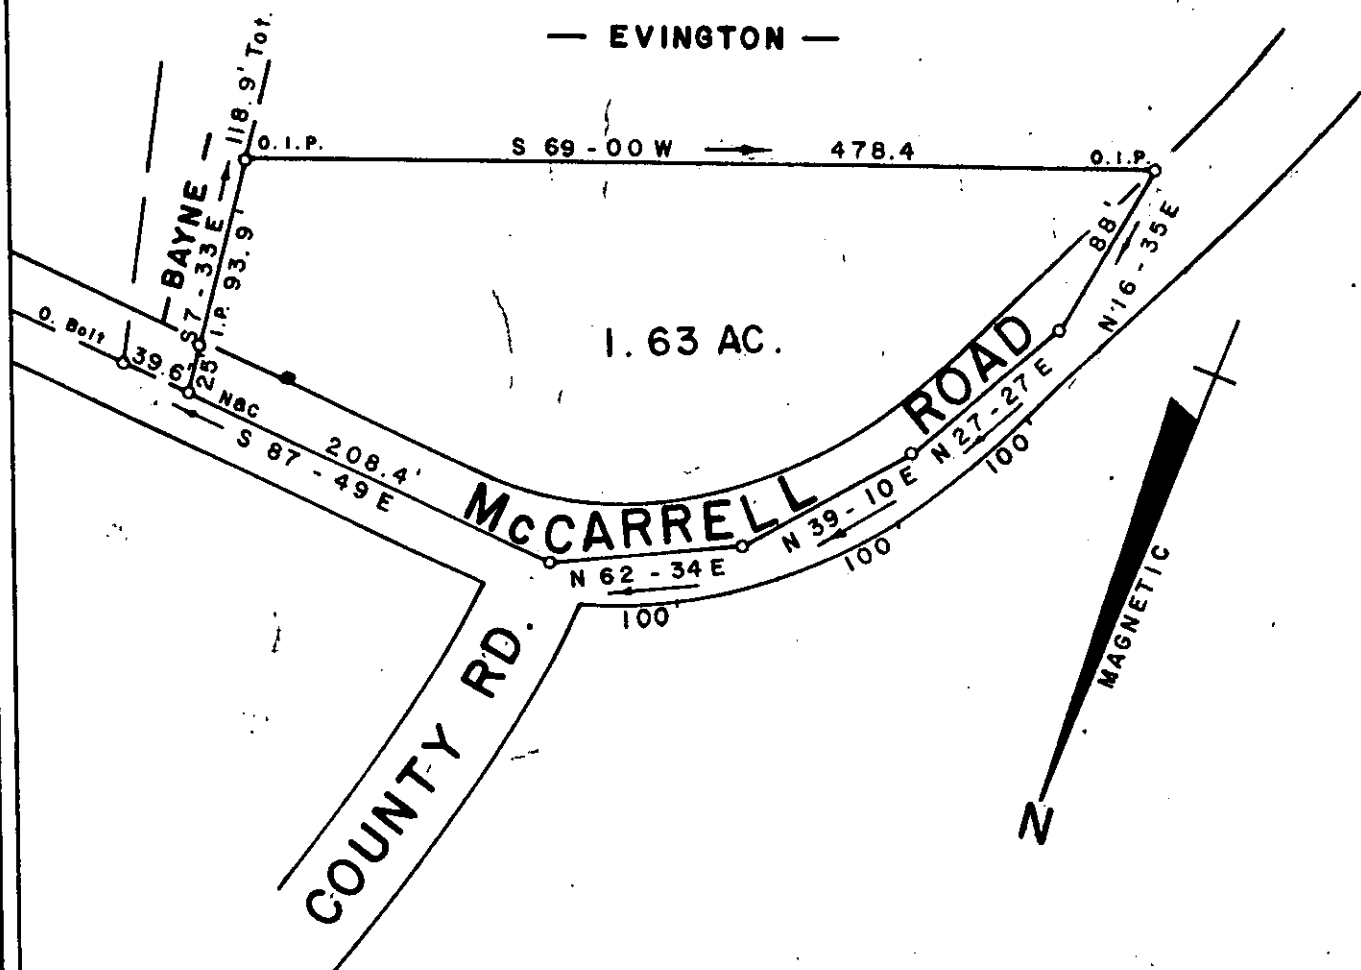 — EVINGTON —
118.9' Tot.
O.I.P.
S 69-00 W
478.4
O.I.P.
— BAYNE —
S 7-33 E
I.P. 93.9'
88'
N 16-35 E
O. Bolt
39.6'
25
N&C
1.63 AC.
208.4'
S 87-49 E
McCARRELL ROAD
N 27-27 E
100'
N 39-10 E
100'
N 62-34 E
100'
COUNTY RD.
MAGNETIC
N